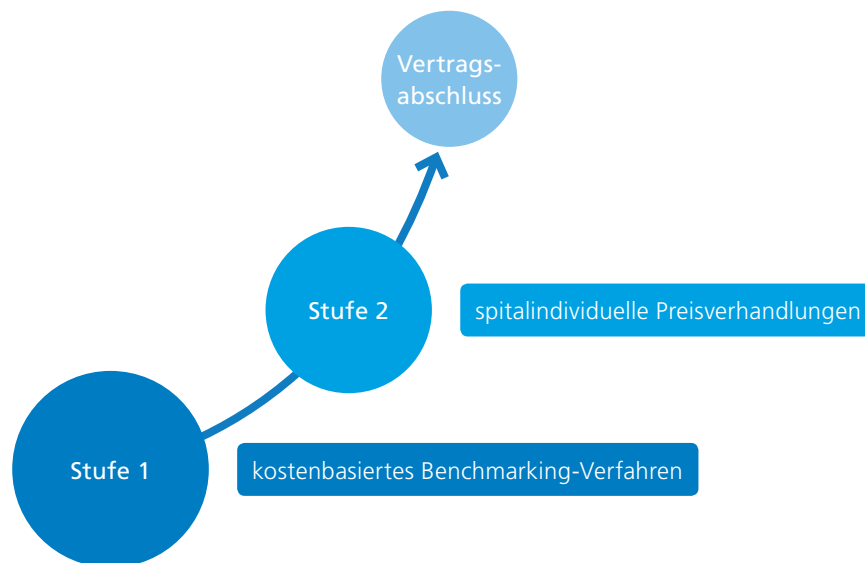 Vertrags-
abschluss
Stufe 2
spitalindividuelle Preisverhandlungen
Stufe 1
kostenbasiertes Benchmarking-Verfahren